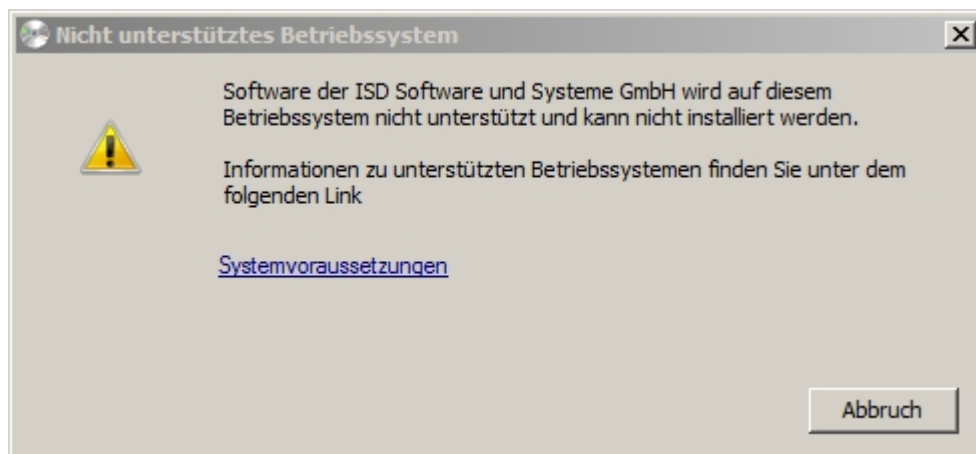 Nicht unterstütztes Betriebssystem
Software der ISD Software und Systeme GmbH wird auf diesem
Betriebssystem nicht unterstützt und kann nicht installiert werden.
Informationen zu unterstützten Betriebssystemen finden Sie unter dem
folgenden Link
Systemvoraussetzungen
Abbruch